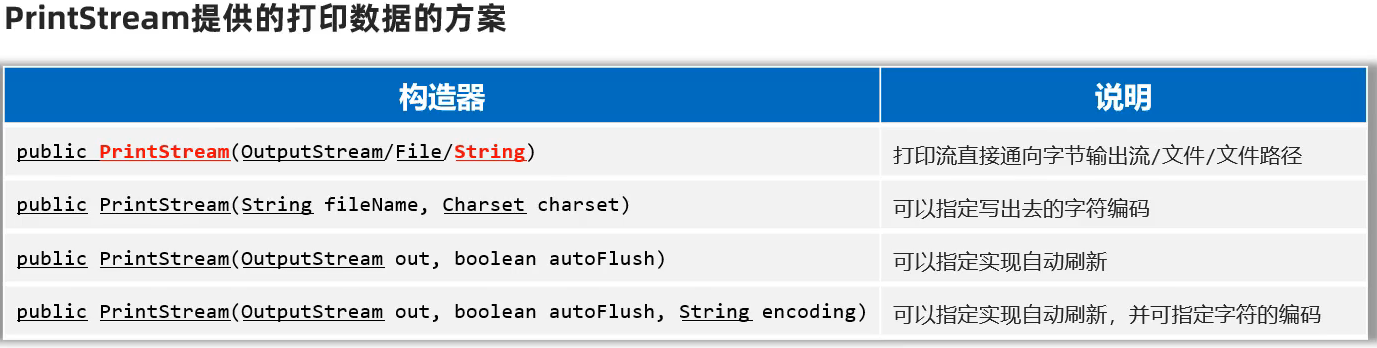 PrintStream提供的打印数据的方案
构造器 说明
public PrintStream(OutputStream/File/String) 打印流直接通向字节输出流/文件/文件路径
public PrintStream(String fileName, Charset charset) 可以指定写出去的字符编码
public PrintStream(OutputStream out, boolean autoFlush) 可以指定实现自动刷新
public PrintStream(OutputStream out, boolean autoFlush, String encoding) 可以指定实现自动刷新，并可指定字符的编码